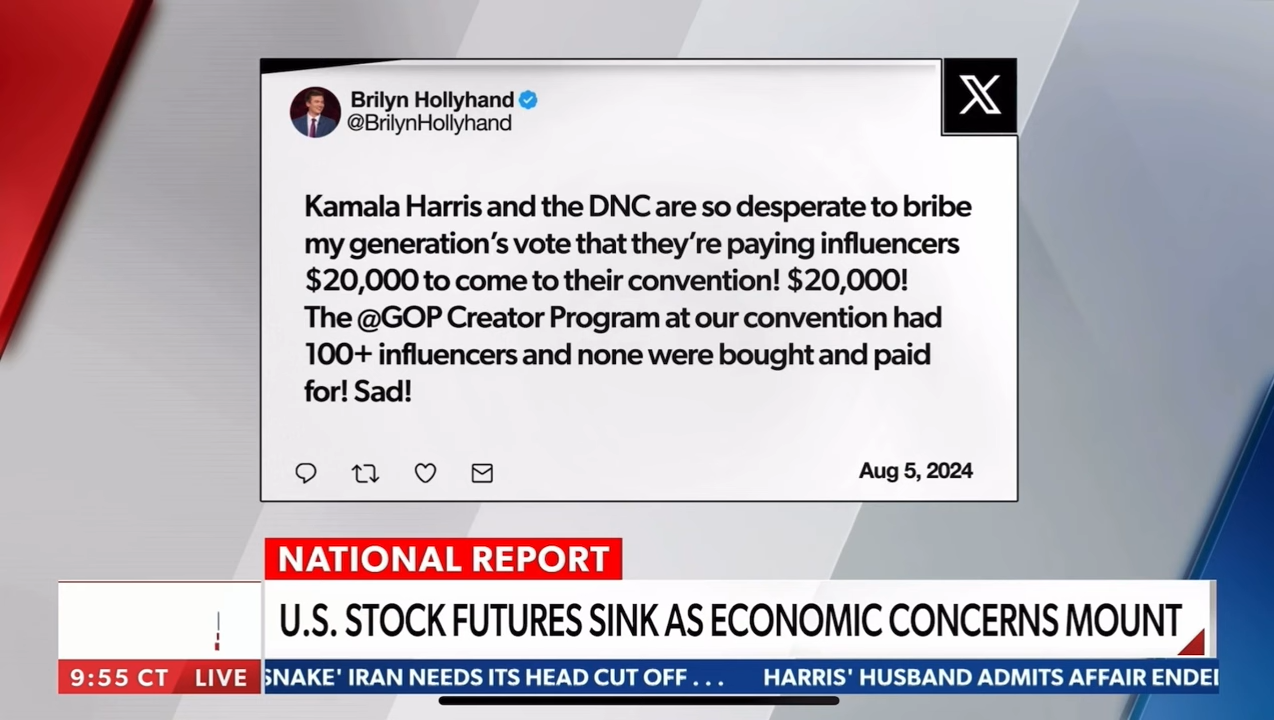 Brilyn Hollyhand
@BrilynHollyhand
X
Kamala Harris and the DNC are so desperate to bribe
my generation's vote that they're paying influencers
$20,000 to come to their convention! $20,000!
The @GOP Creator Program at our convention had
100+ influencers and none were bought and paid
for! Sad!
Aug 5, 2024
NATIONAL REPORT
U.S. STOCK FUTURES SINK AS ECONOMIC CONCERNS MOUNT
9:55 CT LIVE
SNAKE' IRAN NEEDS ITS HEAD CUT OFF . . . HARRIS' HUSBAND ADMITS AFFAIR